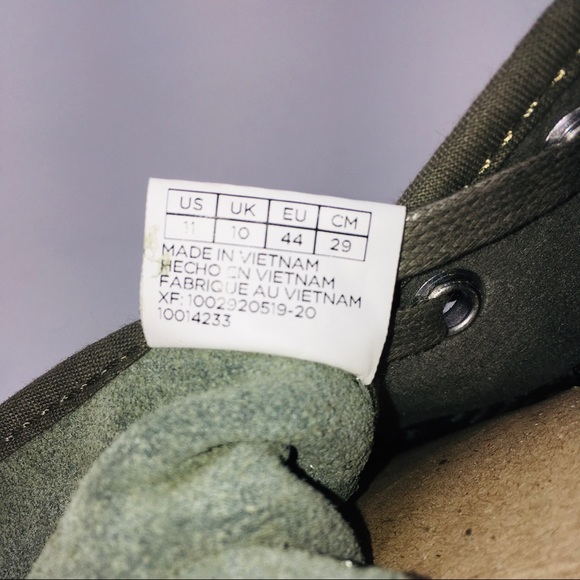 US UK EU CM
11 10 44 29
MADE IN VIETNAM
HECHO EN VIETNAM
FABRIQUE AU VIETNAM
XF: 1002920519-20
10014233